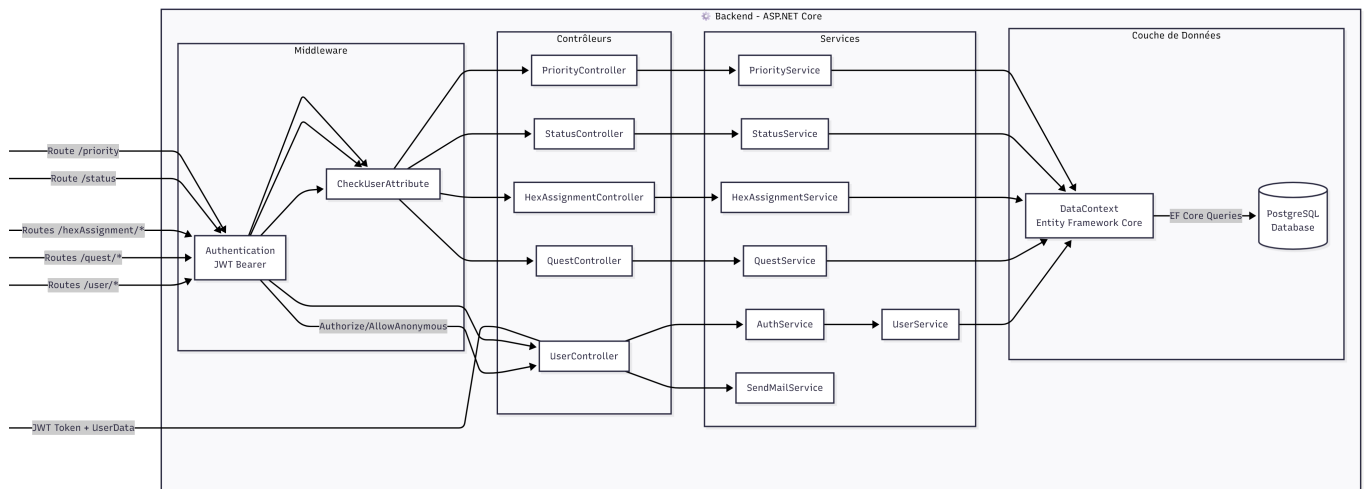 ⚙️ Backend - ASP.NET Core
Middleware
Contrôleurs
Services
Couche de Données
Route /priority
Route /status
Routes /hexAssignment/*
Routes /quest/*
Routes /user/*
JWT Token + UserData
Authentication
JWT Bearer
CheckUserAttribute
Authorize/AllowAnonymous
PriorityController
StatusController
HexAssignmentController
QuestController
UserController
PriorityService
StatusService
HexAssignmentService
QuestService
AuthService
UserService
SendMailService
DataContext
Entity Framework Core
EF Core Queries
PostgreSQL
Database